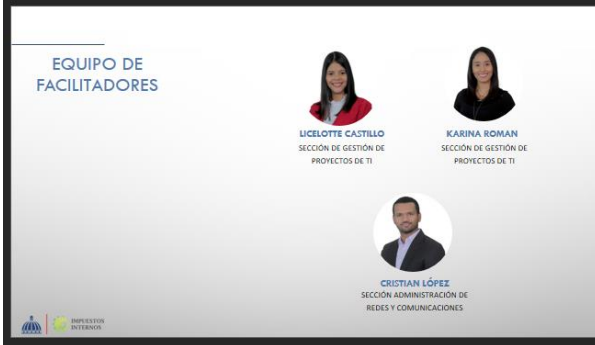 EQUIPO DE
FACILITADORES
LICELOTTE CASTILLO
SECCIÓN DE GESTIÓN DE
PROYECTOS DE TI
KARINA ROMAN
SECCIÓN DE GESTIÓN DE
PROYECTOS DE TI
CRISTIAN LÓPEZ
SECCIÓN ADMINISTRACIÓN DE
REDES Y COMUNICACIONES
IMPUESTOS
INTERNOS